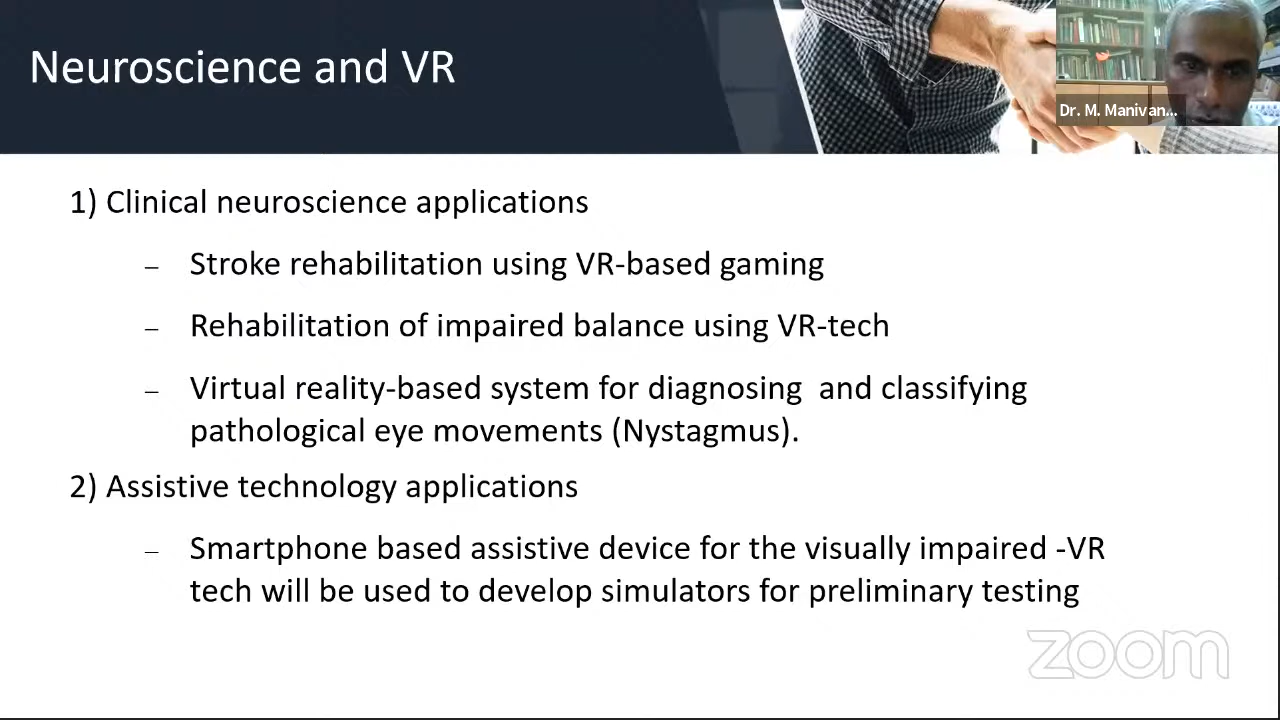 Neuroscience and VR
Dr. M. Manivan...
1) Clinical neuroscience applications
– Stroke rehabilitation using VR-based gaming
– Rehabilitation of impaired balance using VR-tech
– Virtual reality-based system for diagnosing  and classifying
pathological eye movements (Nystagmus).
2) Assistive technology applications
– Smartphone based assistive device for the visually impaired -VR
tech will be used to develop simulators for preliminary testing
zoom